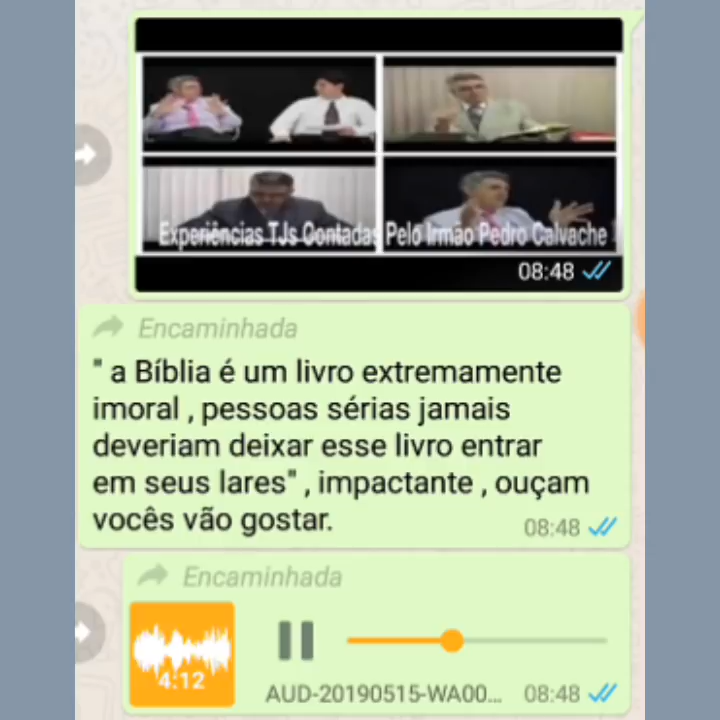 Experiências TJs Contadas Pelo Irmão Pedro Calvache
08:48
Encaminhada
" a Bíblia é um livro extremamente
imoral , pessoas sérias jamais
deveriam deixar esse livro entrar
em seus lares" , impactante , ouçam
vocês vão gostar.
08:48
Encaminhada
4:12
AUD-20190515-WA00...
08:48